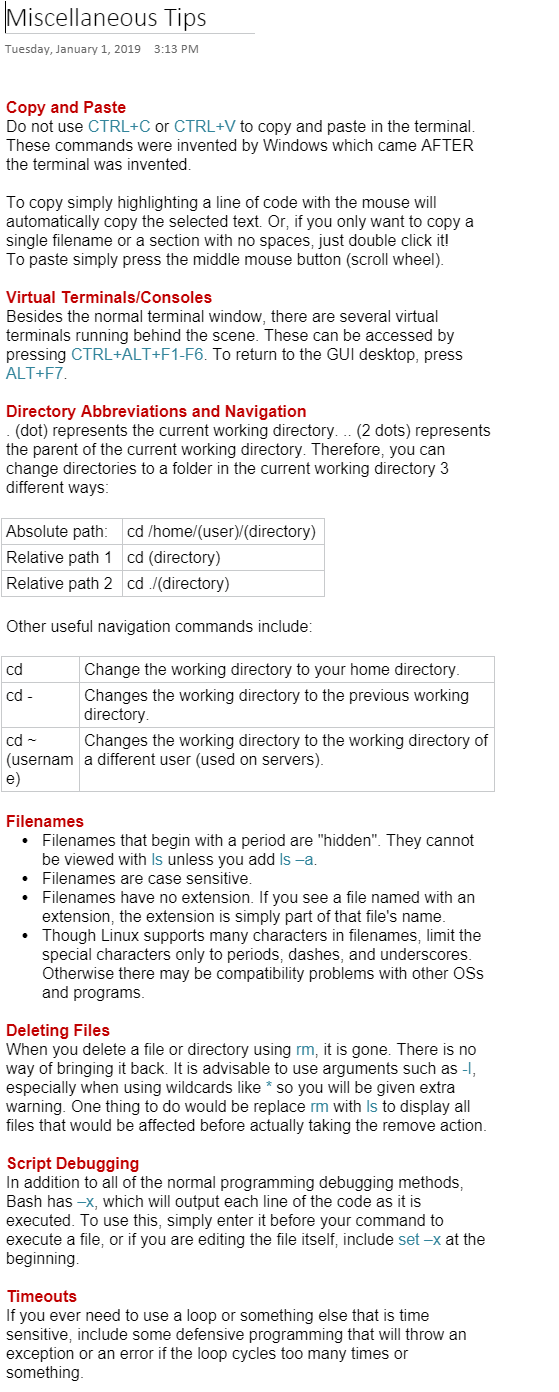 Miscellaneous Tips
Tuesday, January 1, 2019    3:13 PM
Copy and Paste
Do not use CTRL+C or CTRL+V to copy and paste in the terminal.
These commands were invented by Windows which came AFTER
the terminal was invented.
To copy simply highlighting a line of code with the mouse will
automatically copy the selected text. Or, if you only want to copy a
single filename or a section with no spaces, just double click it!
To paste simply press the middle mouse button (scroll wheel).
Virtual Terminals/Consoles
Besides the normal terminal window, there are several virtual
terminals running behind the scene. These can be accessed by
pressing CTRL+ALT+F1-F6. To return to the GUI desktop, press
ALT+F7.
Directory Abbreviations and Navigation
. (dot) represents the current working directory. .. (2 dots) represents
the parent of the current working directory. Therefore, you can
change directories to a folder in the current working directory 3
different ways:
Absolute path: cd /home/(user)/(directory)
Relative path 1 cd (directory)
Relative path 2 cd ./(directory)
Other useful navigation commands include:
cd Change the working directory to your home directory.
cd - Changes the working directory to the previous working
directory.
cd ~ Changes the working directory to the working directory of
(usernam a different user (used on servers).
e)
Filenames
• Filenames that begin with a period are "hidden". They cannot
be viewed with ls unless you add ls –a.
• Filenames are case sensitive.
• Filenames have no extension. If you see a file named with an
extension, the extension is simply part of that file's name.
• Though Linux supports many characters in filenames, limit the
special characters only to periods, dashes, and underscores.
Otherwise there may be compatibility problems with other OSs
and programs.
Deleting Files
When you delete a file or directory using rm, it is gone. There is no
way of bringing it back. It is advisable to use arguments such as -I,
especially when using wildcards like * so you will be given extra
warning. One thing to do would be replace rm with ls to display all
files that would be affected before actually taking the remove action.
Script Debugging
In addition to all of the normal programming debugging methods,
Bash has –x, which will output each line of the code as it is
executed. To use this, simply enter it before your command to
execute a file, or if you are editing the file itself, include set –x at the
beginning.
Timeouts
If you ever need to use a loop or something else that is time
sensitive, include some defensive programming that will throw an
exception or an error if the loop cycles too many times or
something.